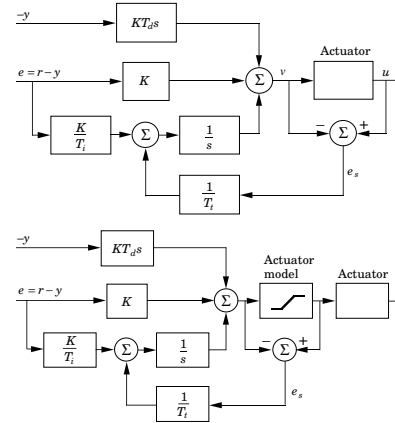 −y
KT_d s
Actuator
e = r − y
K
Σ
v
u
K/T_i
Σ
1/s
− Σ +
1/T_t
e_s
−y
KT_d s
Actuator model
Actuator
e = r − y
K
Σ
K/T_i
Σ
1/s
− Σ +
1/T_t
e_s